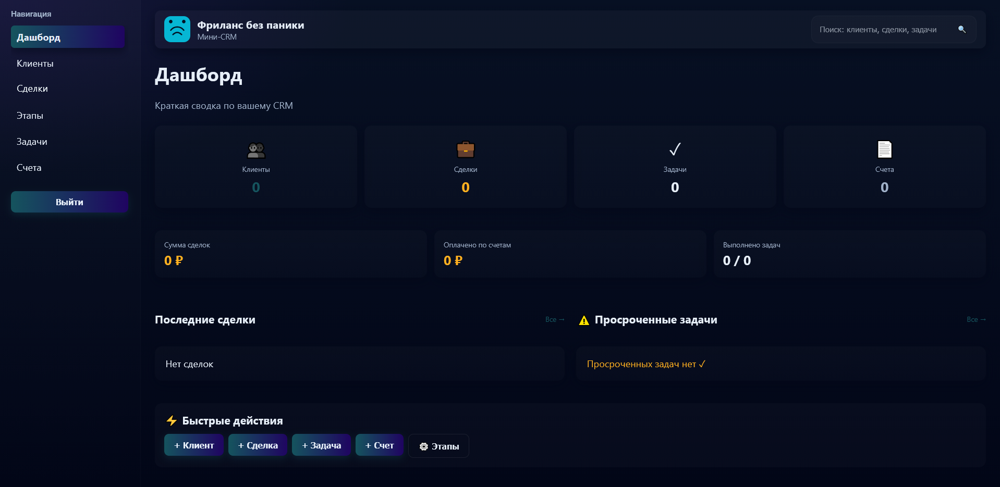 Навигация
Дашборд
Клиенты
Сделки
Этапы
Задачи
Счета
Выйти
Фриланс без паники
Мини-CRM
Поиск: клиенты, сделки, задачи
Дашборд
Краткая сводка по вашему CRM
Клиенты
0
Сделки
0
Задачи
0
Счета
0
Сумма сделок
0 ₽
Оплачено по счетам
0 ₽
Выполнено задач
0 / 0
Последние сделки
Все →
Нет сделок
Просроченные задачи
Все →
Просроченных задач нет ✓
Быстрые действия
+ Клиент
+ Сделка
+ Задача
+ Счет
Этапы